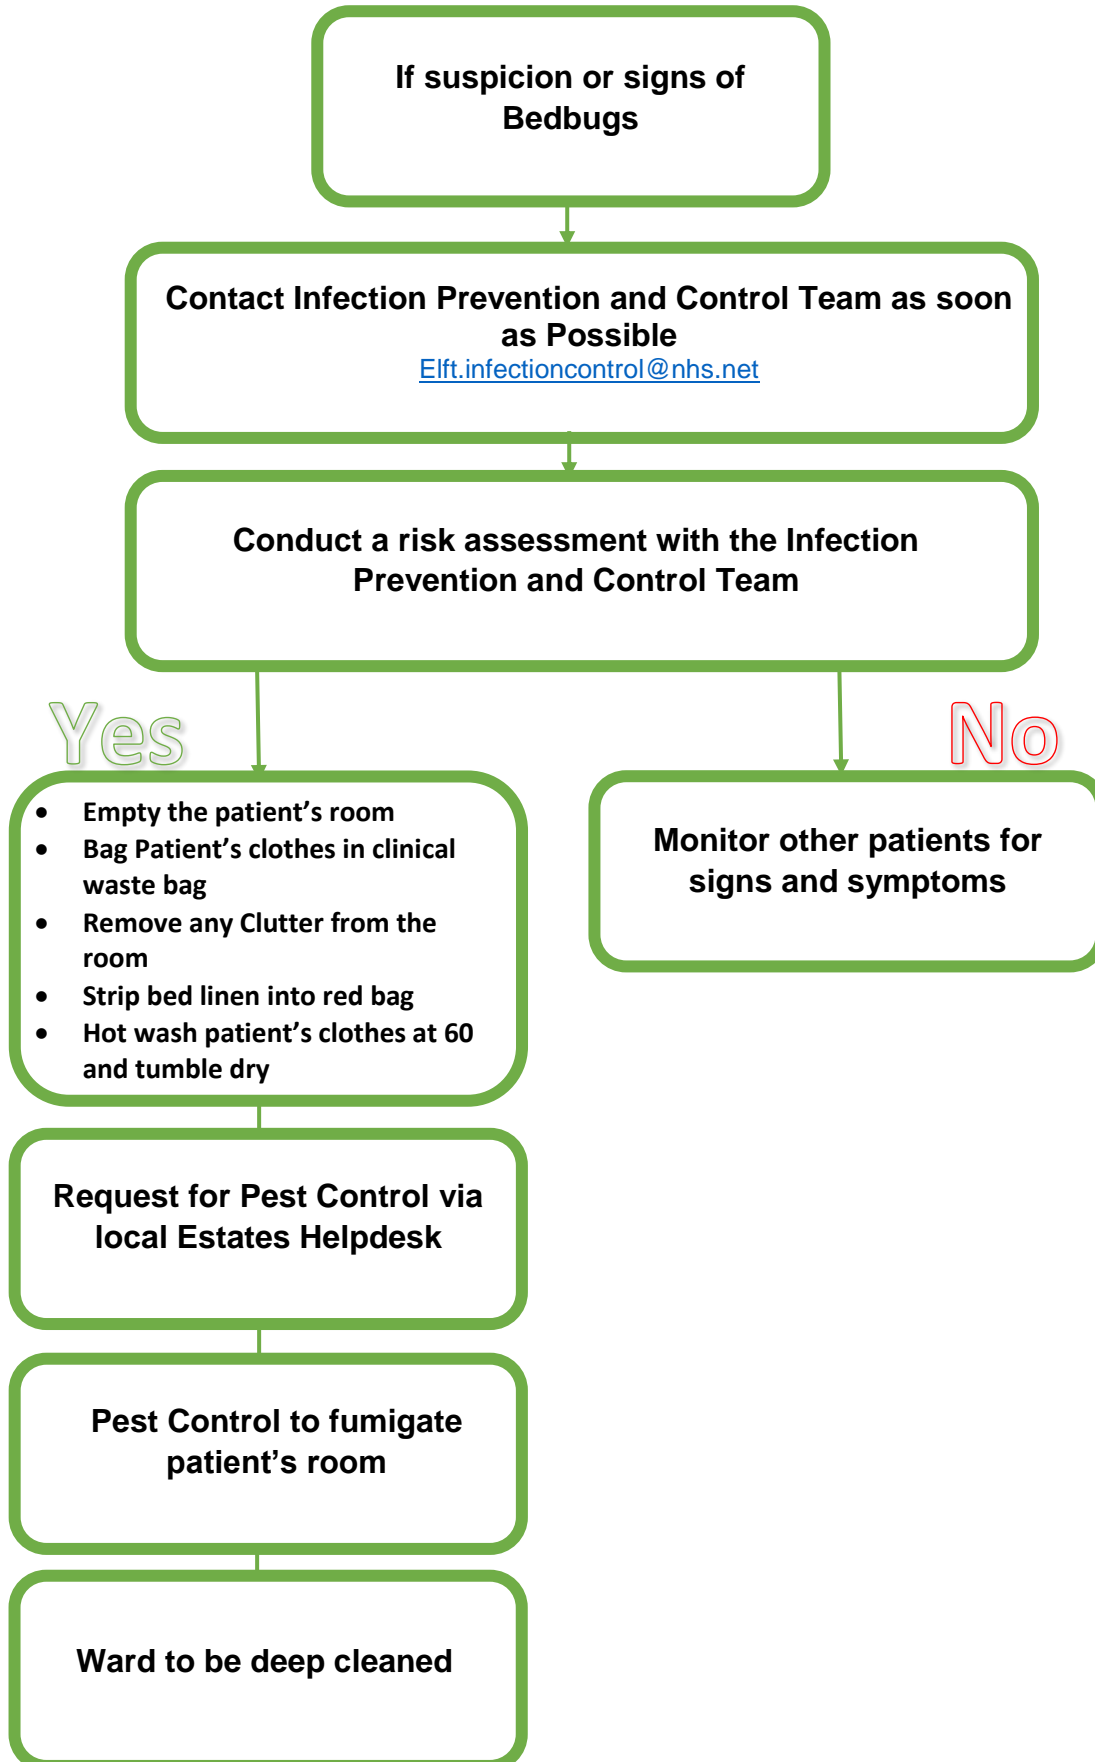 If suspicion or signs of
Bedbugs
Contact Infection Prevention and Control Team as soon
as Possible
Elft.infectioncontrol@nhs.net
Conduct a risk assessment with the Infection
Prevention and Control Team
Yes
No
• Empty the patient’s room
• Bag Patient’s clothes in clinical
waste bag
• Remove any Clutter from the
room
• Strip bed linen into red bag
• Hot wash patient’s clothes at 60
and tumble dry
Monitor other patients for
signs and symptoms
Request for Pest Control via
local Estates Helpdesk
Pest Control to fumigate
patient’s room
Ward to be deep cleaned